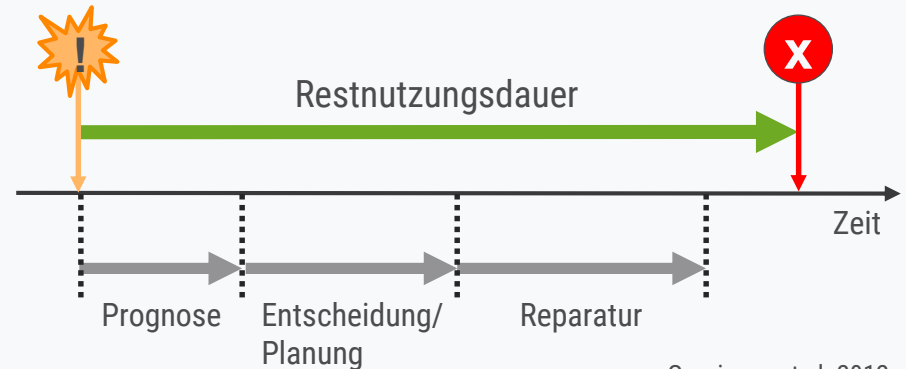 !
x
Restnutzungsdauer
Zeit
Prognose
Entscheidung/
Planung
Reparatur